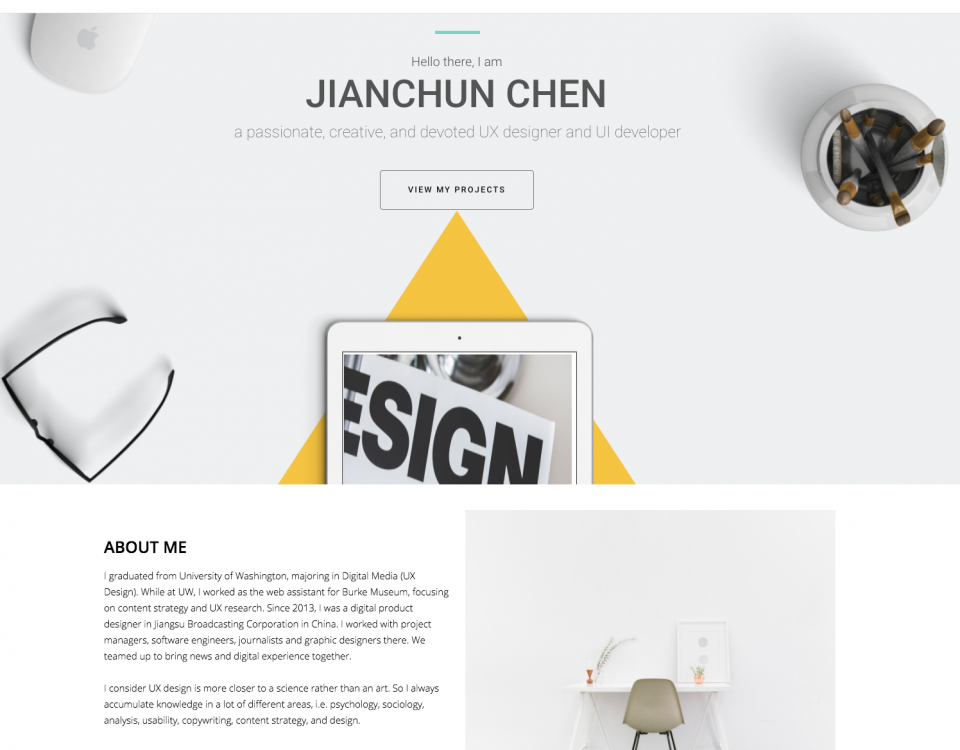 Hello there, I am
JIANCHUN CHEN
a passionate, creative, and devoted UX designer and UI developer
VIEW MY PROJECTS
ESIGN
ABOUT ME
I graduated from University of Washington, majoring in Digital Media (UX
Design). While at UW, I worked as the web assistant for Burke Museum, focusing
on content strategy and UX research. Since 2013, I was a digital product
designer in Jiangsu Broadcasting Corporation in China. I worked with project
managers, software engineers, journalists and graphic designers there. We
teamed up to bring news and digital experience together.
I consider UX design is more closer to a science rather than an art. So I always
accumulate knowledge in a lot of different areas, i.e. psychology, sociology,
analysis, usability, copywriting, content strategy, and design.